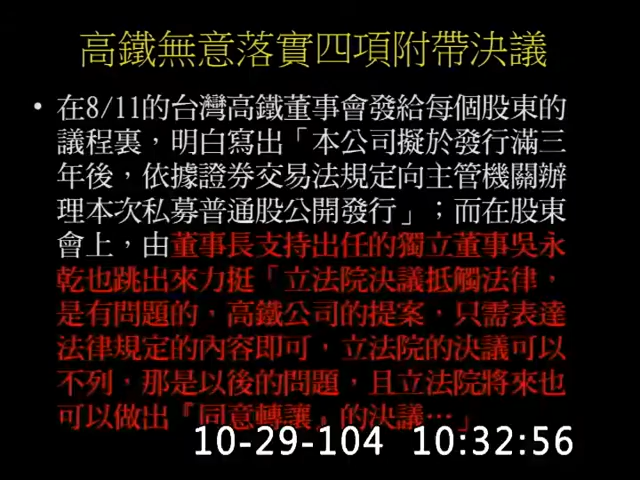 高鐵無意落實四項附帶決議
• 在8/11的台灣高鐵董事會發給每個股東的
議程裏，明白寫出「本公司擬於發行滿三
年後，依據證券交易法規定向主管機關辦
理本次私募普通股公開發行」；而在股東
會上，由董事長支持出任的獨立董事吳永
乾也跳出來力挺「立法院決議抵觸法律，
是有問題的，高鐵公司的提案，只需表達
法律規定的內容即可，立法院的決議可以
不列，那是以後的問題，且立法院將來也
可以做出『同意轉讓』的決議…」
10-29-104 10:32:56